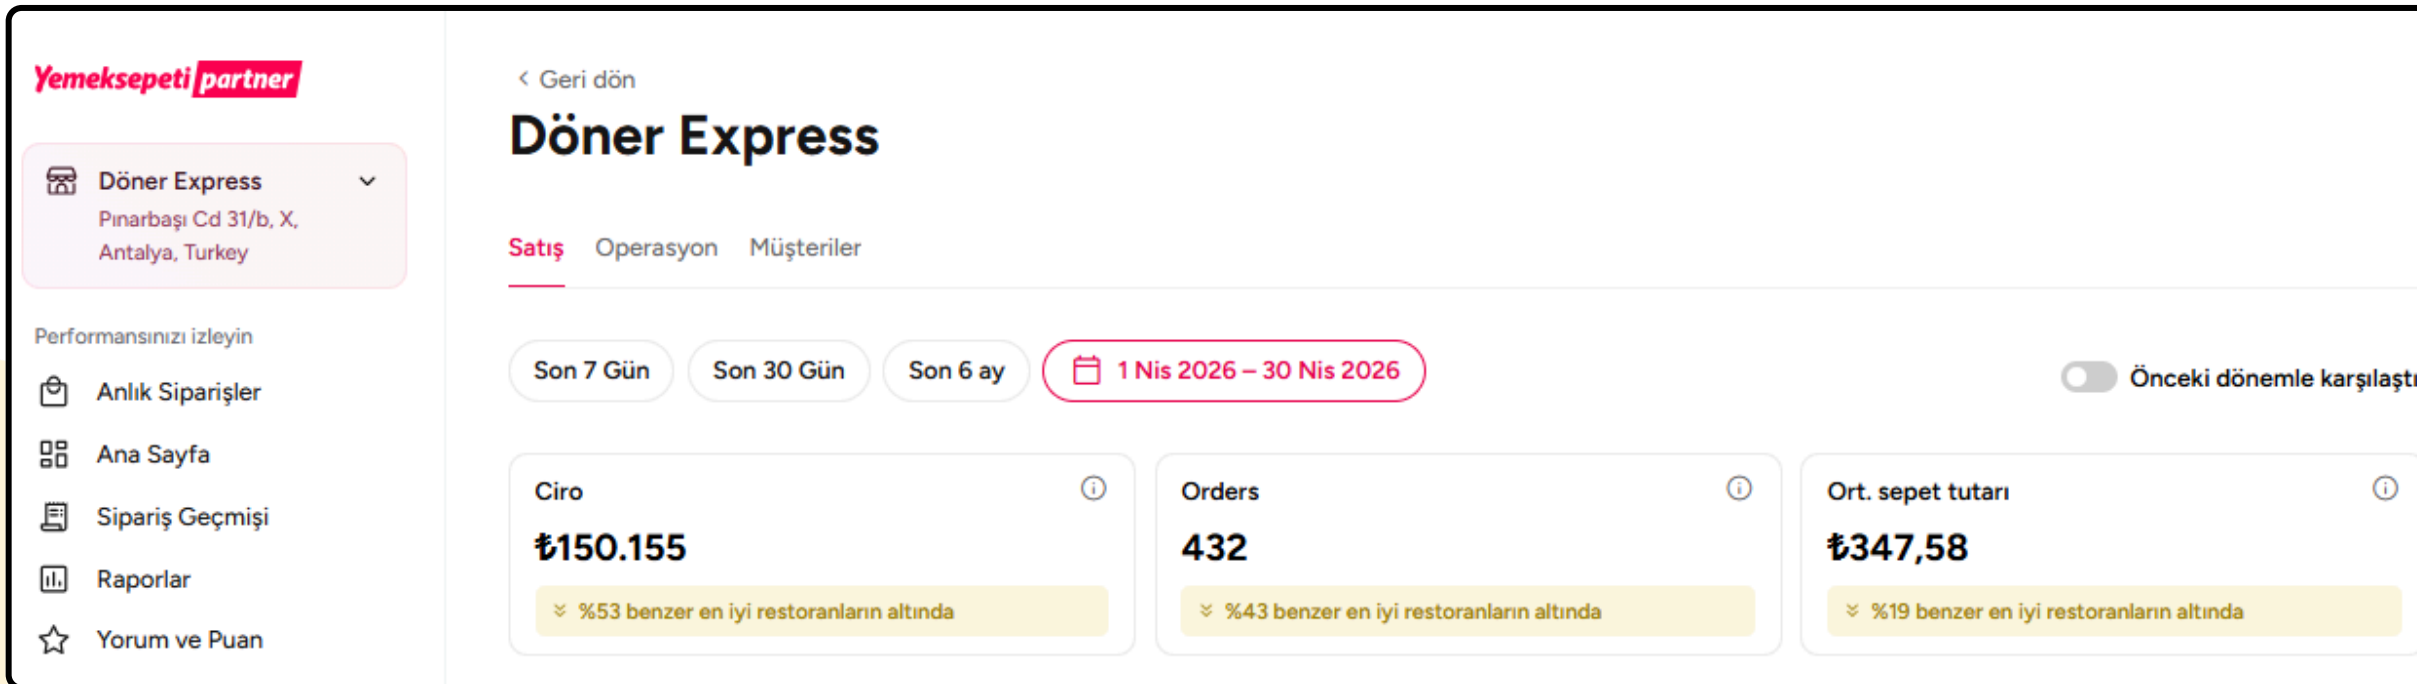 Yemeksepeti partner
Döner Express
Pınarbaşı Cd 31/b, X,
Antalya, Turkey
Performansınızı izleyin
Anlık Siparişler
Ana Sayfa
Sipariş Geçmişi
Raporlar
Yorum ve Puan
Geri dön
Döner Express
Satış Operasyon Müşteriler
Son 7 Gün Son 30 Gün Son 6 ay 1 Nis 2026 – 30 Nis 2026
Önceki dönemle karşılaştı
Ciro
₺150.155
%53 benzer en iyi restoranların altında
Orders
432
%43 benzer en iyi restoranların altında
Ort. sepet tutarı
₺347,58
%19 benzer en iyi restoranların altında